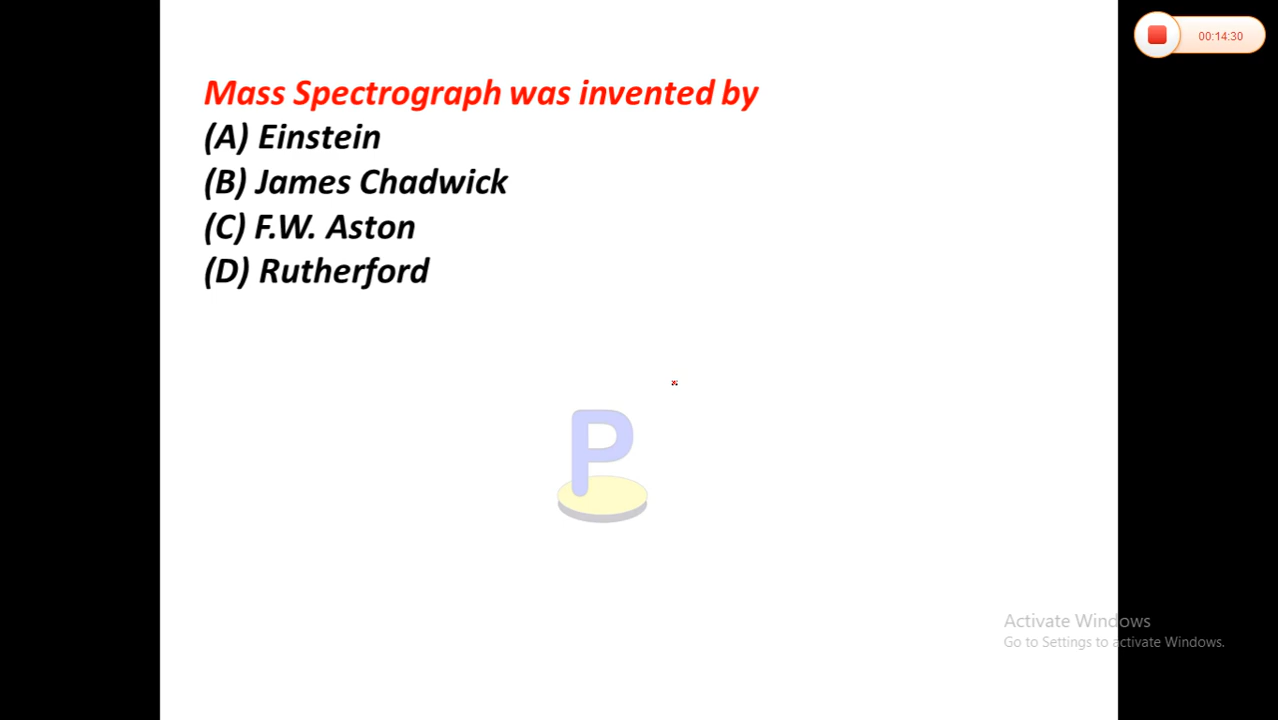 00:14:30
Mass Spectrograph was invented by
(A) Einstein
(B) James Chadwick
(C) F.W. Aston
(D) Rutherford
P
Activate Windows
Go to Settings to activate Windows.